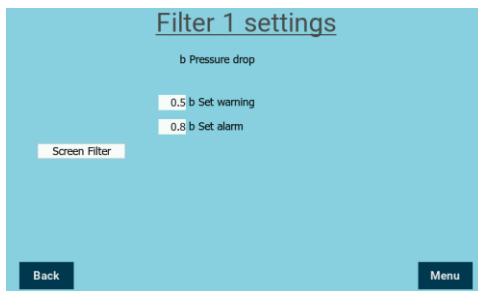 Filter 1 settings
b Pressure drop
0.5 b Set warning
0.8 b Set alarm
Screen Filter
Back
Menu